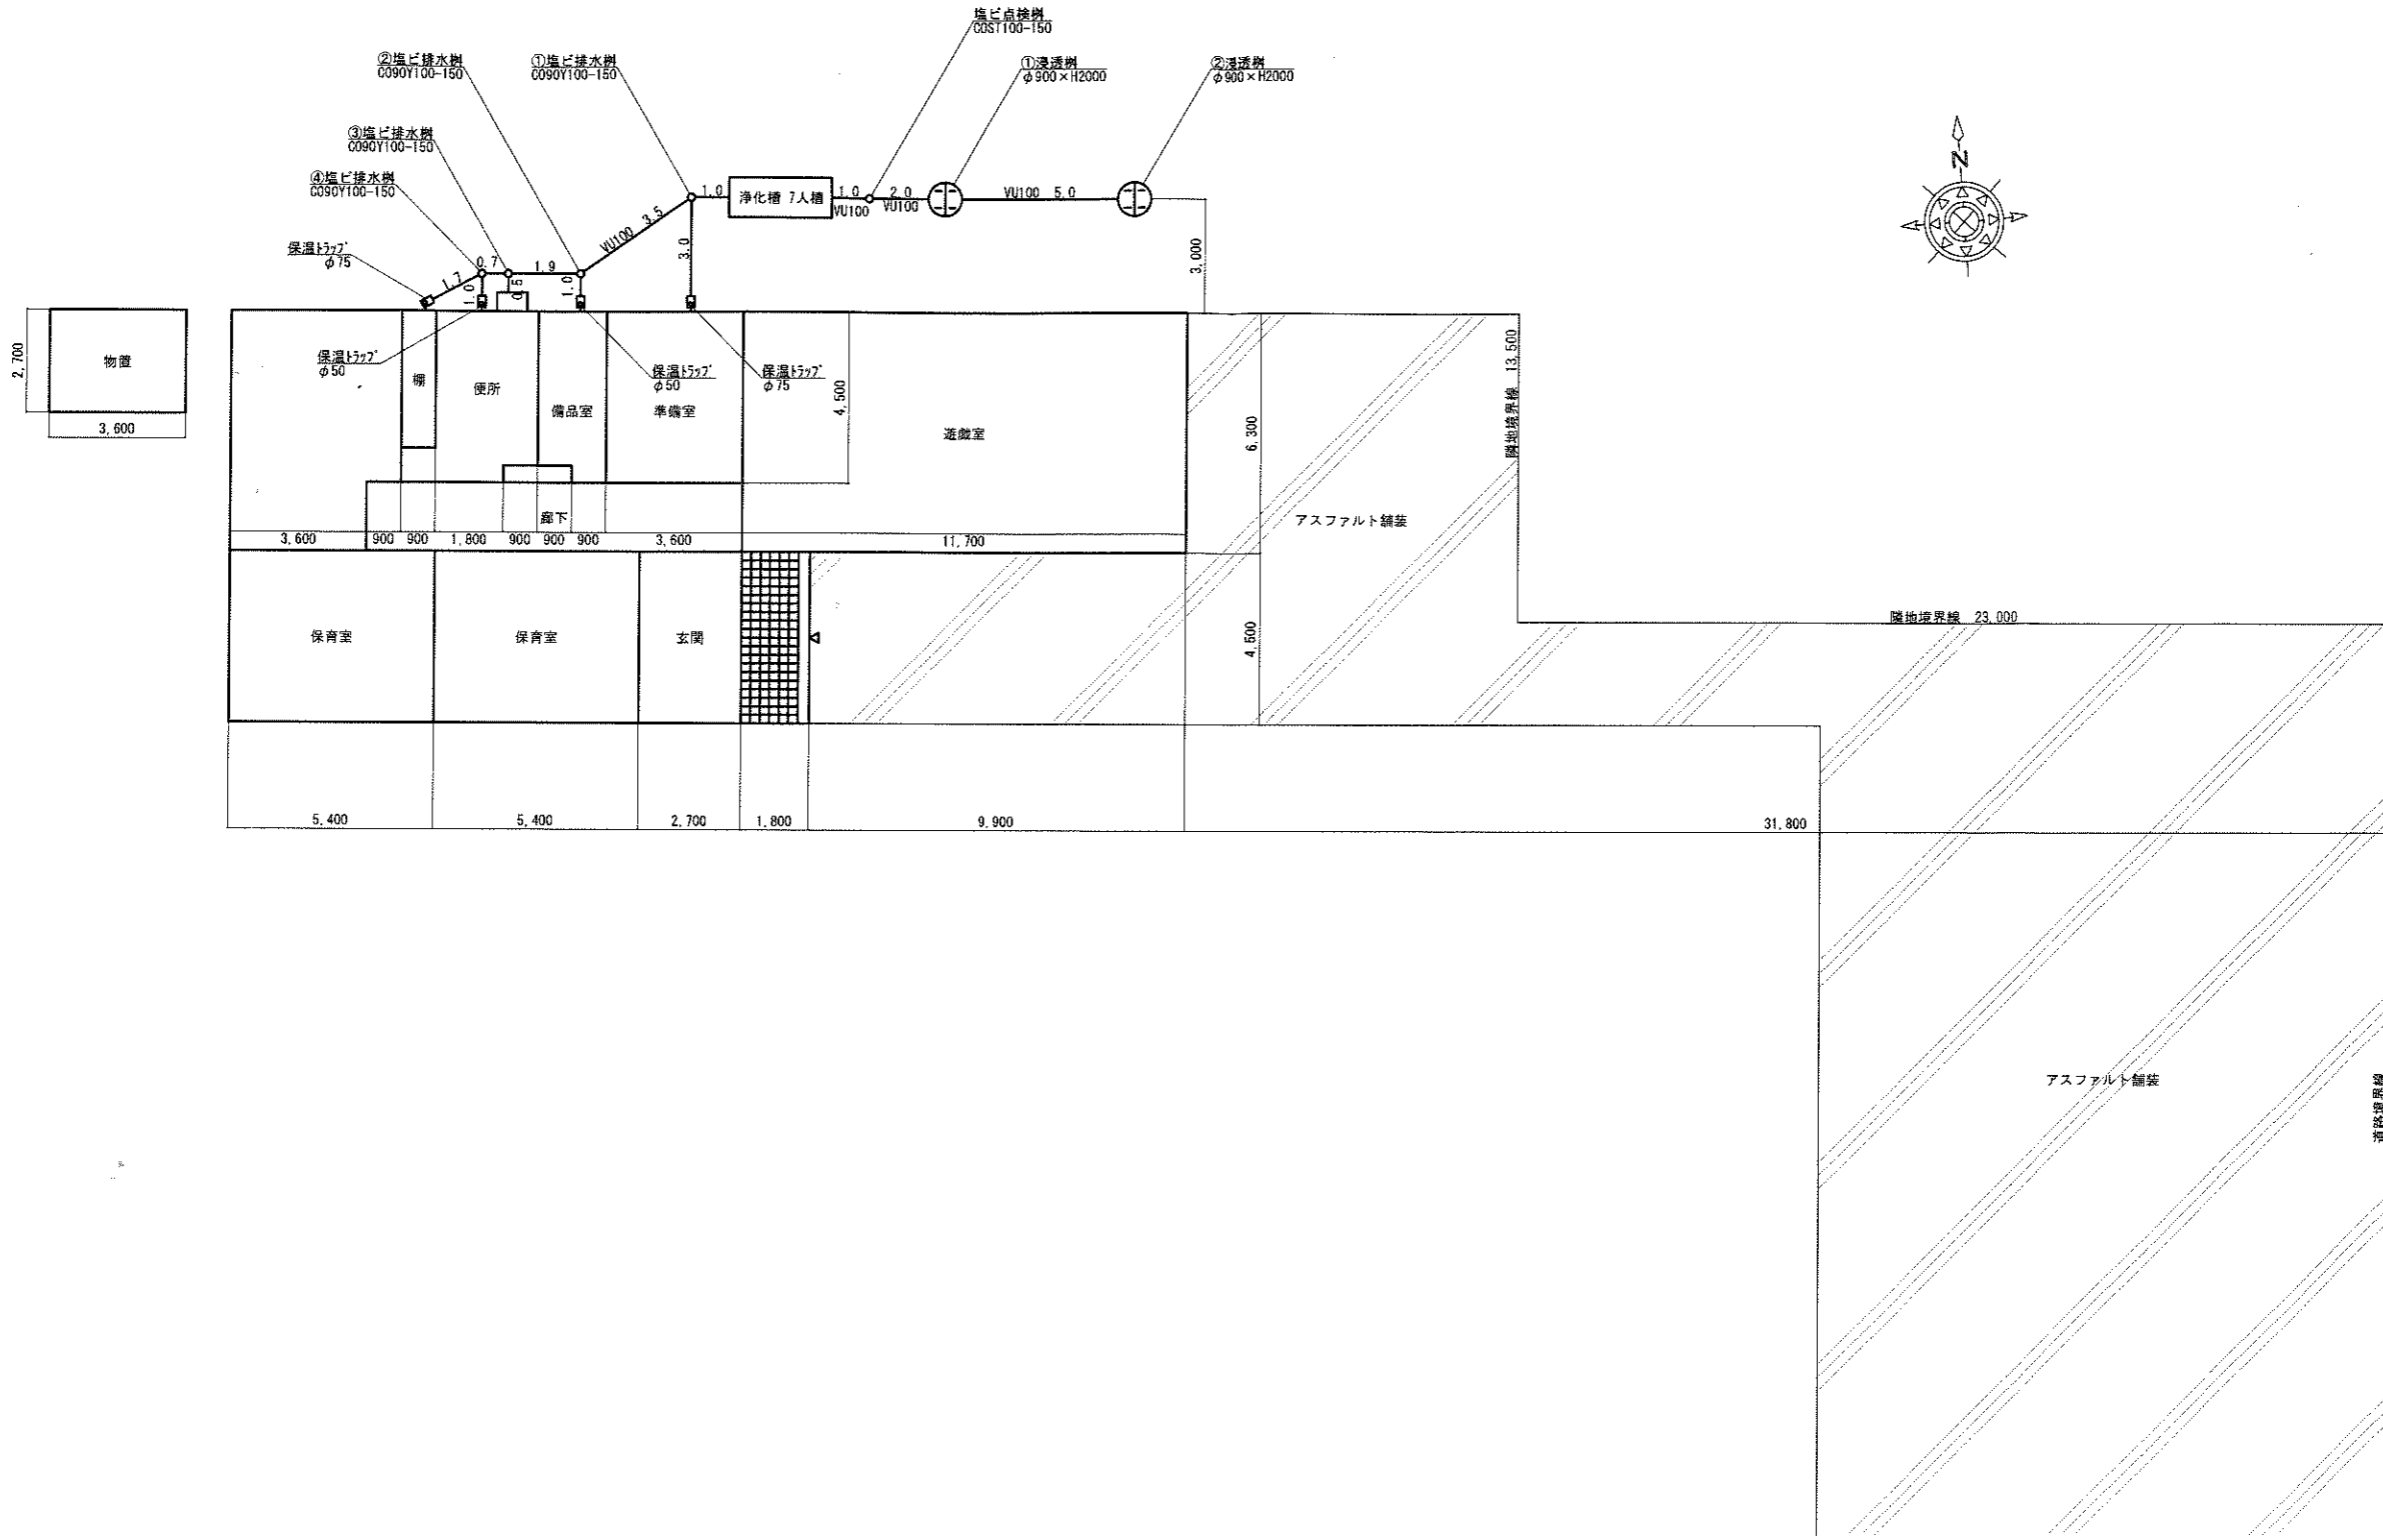 塩ビ点検桝
COST100-150
②塩ビ排水桝
CO90Y100-150
①塩ビ排水桝
CO90Y100-150
①浸透桝
φ900×H2000
②浸透桝
φ900×H2000
③塩ビ排水桝
CO90Y100-150
④塩ビ排水桝
CO90Y100-150
N
1.0
浄化槽 7人槽
1.0
VU100
2.0
VU100
VU100 5.0
VU100 3.5
3.0
3,000
保温トラップ
φ75
1.7
0.7
1.9
1.0
0.5
1.0
2,700
物置
3,600
保温トラップ
φ50
棚
便所
備品室
保温トラップ
φ50
準備室
保温トラップ
φ75
4,500
遊戯室
6,300
隣地境界線 13,500
アスファルト舗装
廊下
3,600
900
900
1,800
900
900
900
3,600
11,700
保育室
保育室
玄関
4,500
隣地境界線 23,000
5,400
5,400
2,700
1,800
9,900
31,800
アスファルト舗装
道路境界線